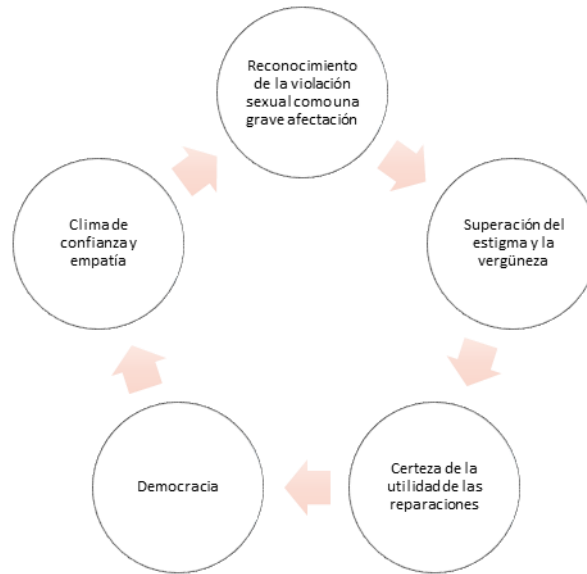 Reconocimiento
de la violación
sexual como una
grave afectación
Superación del
estigma y la
vergüneza
Certeza de la
utilidad de las
reparaciones
Democracia
Clima de
confianza y
empatía